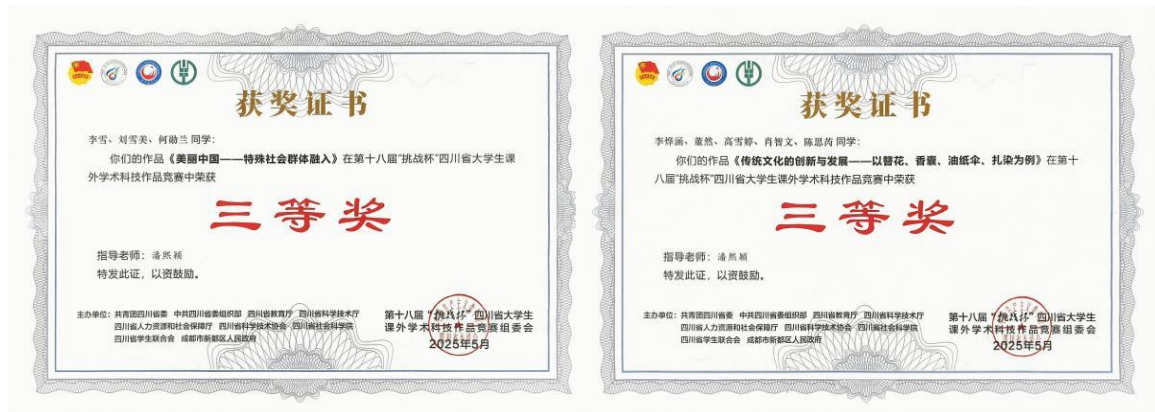 获奖证书
李雪、刘雪美、何勋兰 同学：
你们的作品《美丽中国——特殊社会群体融入》在第十八届"挑战杯"四川省大学生课
外学术科技作品竞赛中荣获
三等奖
指导老师：潘熙颖
特发此证，以资鼓励。
主办单位：共青团四川省委 中共四川省委组织部 四川省教育厅 四川省科学技术厅
四川省人力资源和社会保障厅 四川省科学技术协会 四川省社会科学院
四川省学生联合会 成都市新都区人民政府
第十八届"挑战杯"四川省大学生
课外学术科技作品竞赛组委会
2025年5月
获奖证书
李烨涵、董然、高雪婷、肖智文、陈思芮 同学：
你们的作品《传统文化的创新与发展——以簪花、香囊、油纸伞、扎染为例》在第十
八届"挑战杯"四川省大学生课外学术科技作品竞赛中荣获
三等奖
指导老师：潘熙颖
特发此证，以资鼓励。
主办单位：共青团四川省委 中共四川省委组织部 四川省教育厅 四川省科学技术厅
四川省人力资源和社会保障厅 四川省科学技术协会 四川省社会科学院
四川省学生联合会 成都市新都区人民政府
第十八届"挑战杯"四川省大学生
课外学术科技作品竞赛组委会
2025年5月